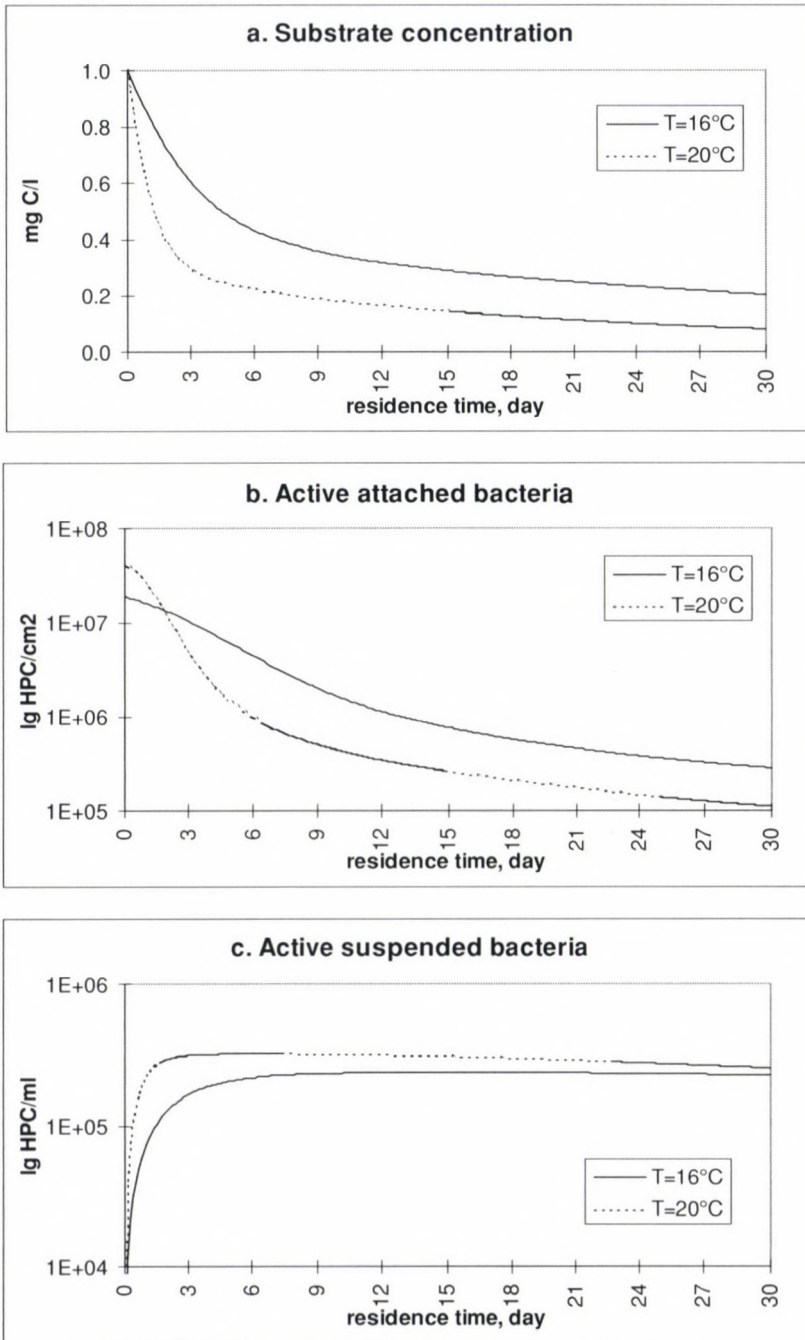 a. Substrate concentration
mg C/l
1.0
0.8
0.6
0.4
0.2
0.0
T=16°C
T=20°C
0 3 6 9 12 15 18 21 24 27 30
residence time, day
b. Active attached bacteria
lg HPC/cm2
1E+08
1E+07
1E+06
1E+05
T=16°C
T=20°C
0 3 6 9 12 15 18 21 24 27 30
residence time, day
c. Active suspended bacteria
lg HPC/ml
1E+06
1E+05
1E+04
T=16°C
T=20°C
0 3 6 9 12 15 18 21 24 27 30
residence time, day